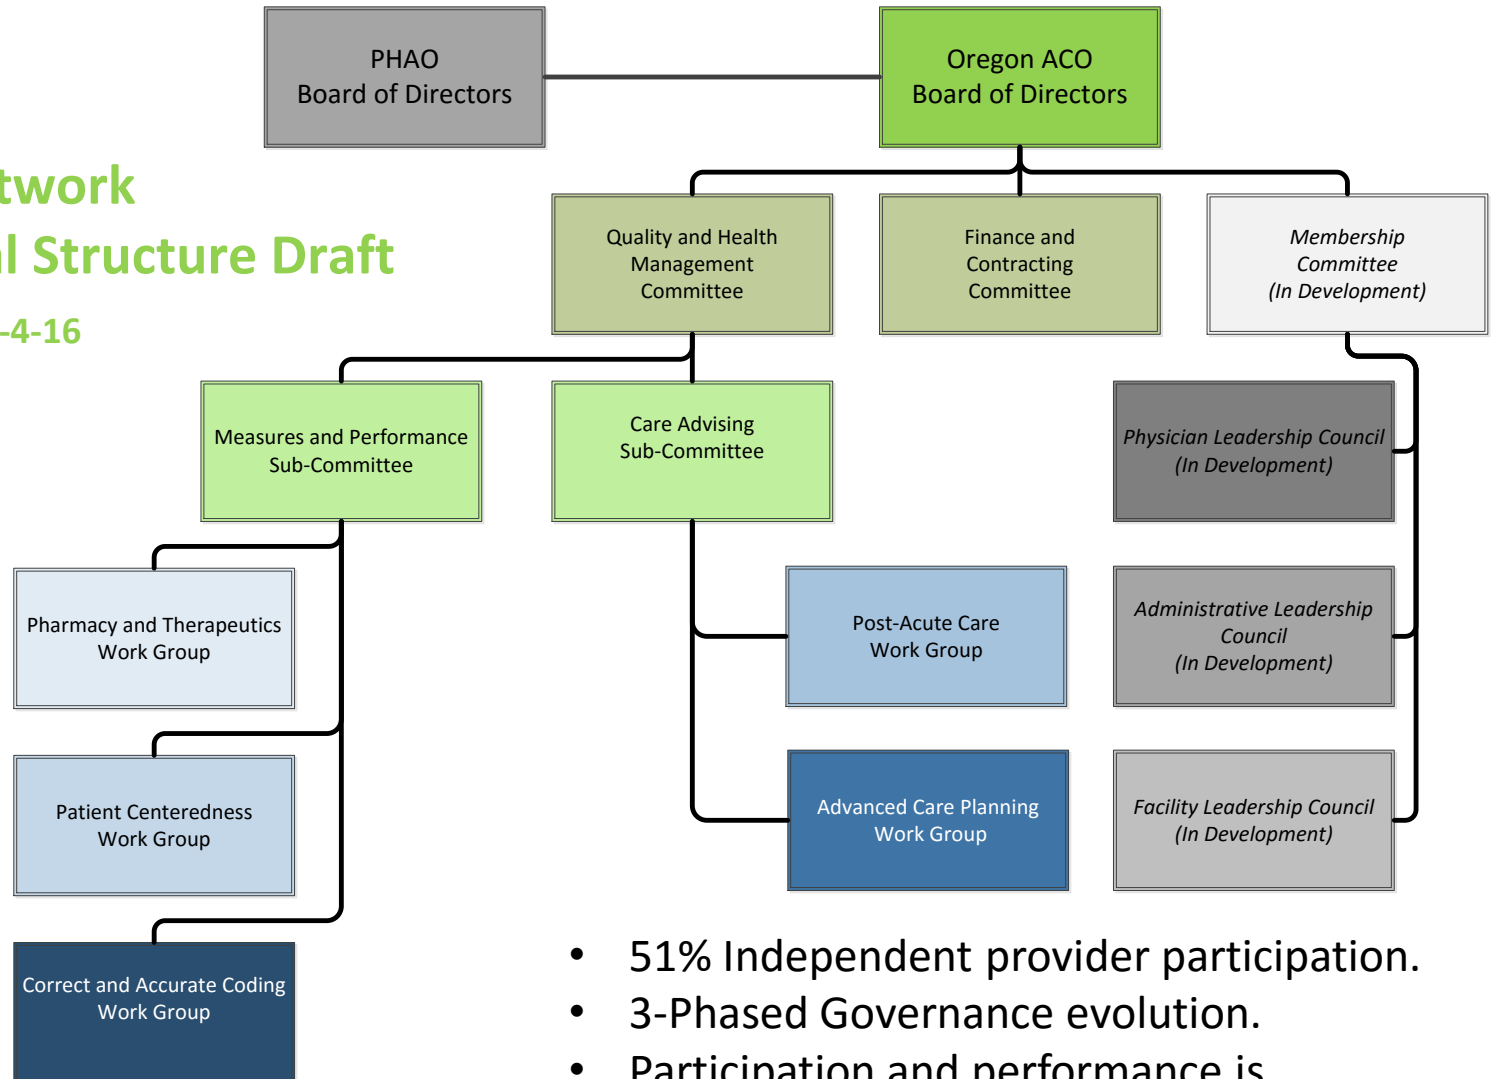 PHAO
Board of Directors
Oregon ACO
Board of Directors
twork
l Structure Draft
-4-16
Quality and Health
Management
Committee
Finance and
Contracting
Committee
Membership
Committee
(In Development)
Measures and Performance
Sub-Committee
Care Advising
Sub-Committee
Physician Leadership Council
(In Development)
Pharmacy and Therapeutics
Work Group
Post-Acute Care
Work Group
Administrative Leadership
Council
(In Development)
Patient Centeredness
Work Group
Advanced Care Planning
Work Group
Facility Leadership Council
(In Development)
Correct and Accurate Coding
Work Group
• 51% Independent provider participation.
• 3-Phased Governance evolution.
• Participation and performance is